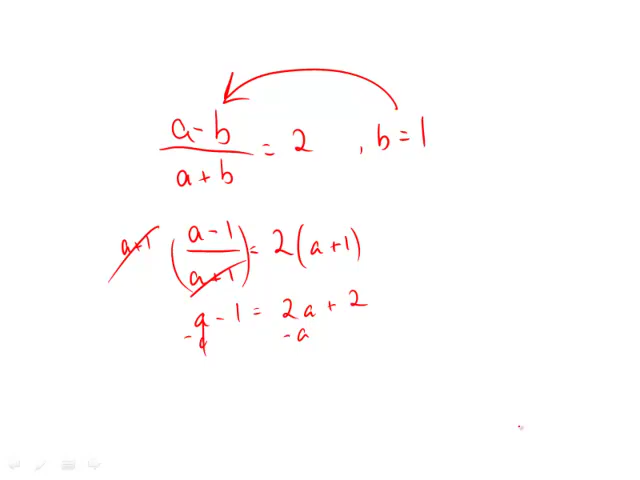 (a - b)/(a + b) = 2 , b = 1
a+1 ((a - 1)/(a + 1)) = 2(a + 1)
a - 1 = 2a + 2
-a -a